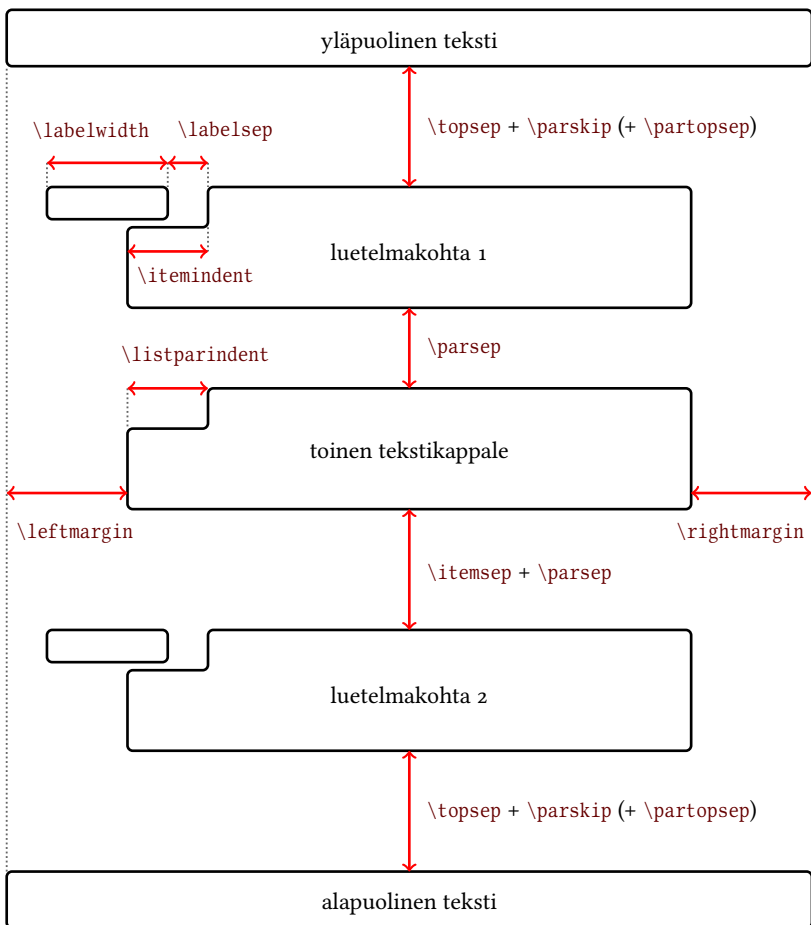 yläpuolinen teksti
\topsep + \parskip (+ \partopsep)
\labelwidth \labelsep
luetelmakohta 1
\itemindent
\parsep
\listparindent
toinen tekstikappale
\leftmargin \rightmargin
\itemsep + \parsep
luetelmakohta 2
\topsep + \parskip (+ \partopsep)
alapuolinen teksti